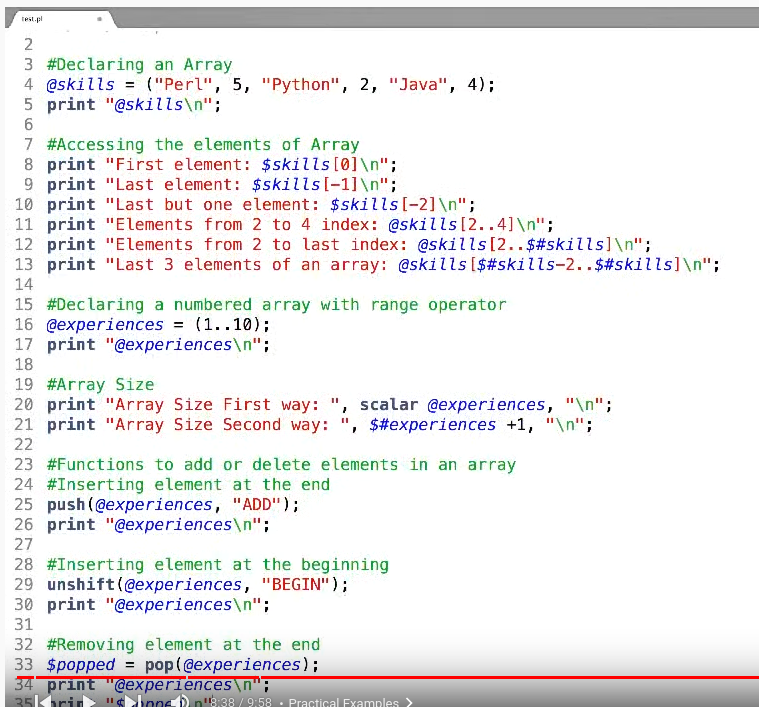 test.pl
2
3 #Declaring an Array
4 @skills = ("Perl", 5, "Python", 2, "Java", 4);
5 print "@skills\n";
6
7 #Accessing the elements of Array
8 print "First element: $skills[0]\n";
9 print "Last element: $skills[-1]\n";
10 print "Last but one element: $skills[-2]\n";
11 print "Elements from 2 to 4 index: @skills[2..4]\n";
12 print "Elements from 2 to last index: @skills[2..$#skills]\n";
13 print "Last 3 elements of an array: @skills[$#skills-2..$#skills]\n";
14
15 #Declaring a numbered array with range operator
16 @experiences = (1..10);
17 print "@experiences\n";
18
19 #Array Size
20 print "Array Size First way: ", scalar @experiences, "\n";
21 print "Array Size Second way: ", $#experiences +1, "\n";
22
23 #Functions to add or delete elements in an array
24 #Inserting element at the end
25 push(@experiences, "ADD");
26 print "@experiences\n";
27
28 #Inserting element at the beginning
29 unshift(@experiences, "BEGIN");
30 print "@experiences\n";
31
32 #Removing element at the end
33 $popped = pop(@experiences);
34 print "@experiences\n";
35
8:38 / 9:58 • Practical Examples >